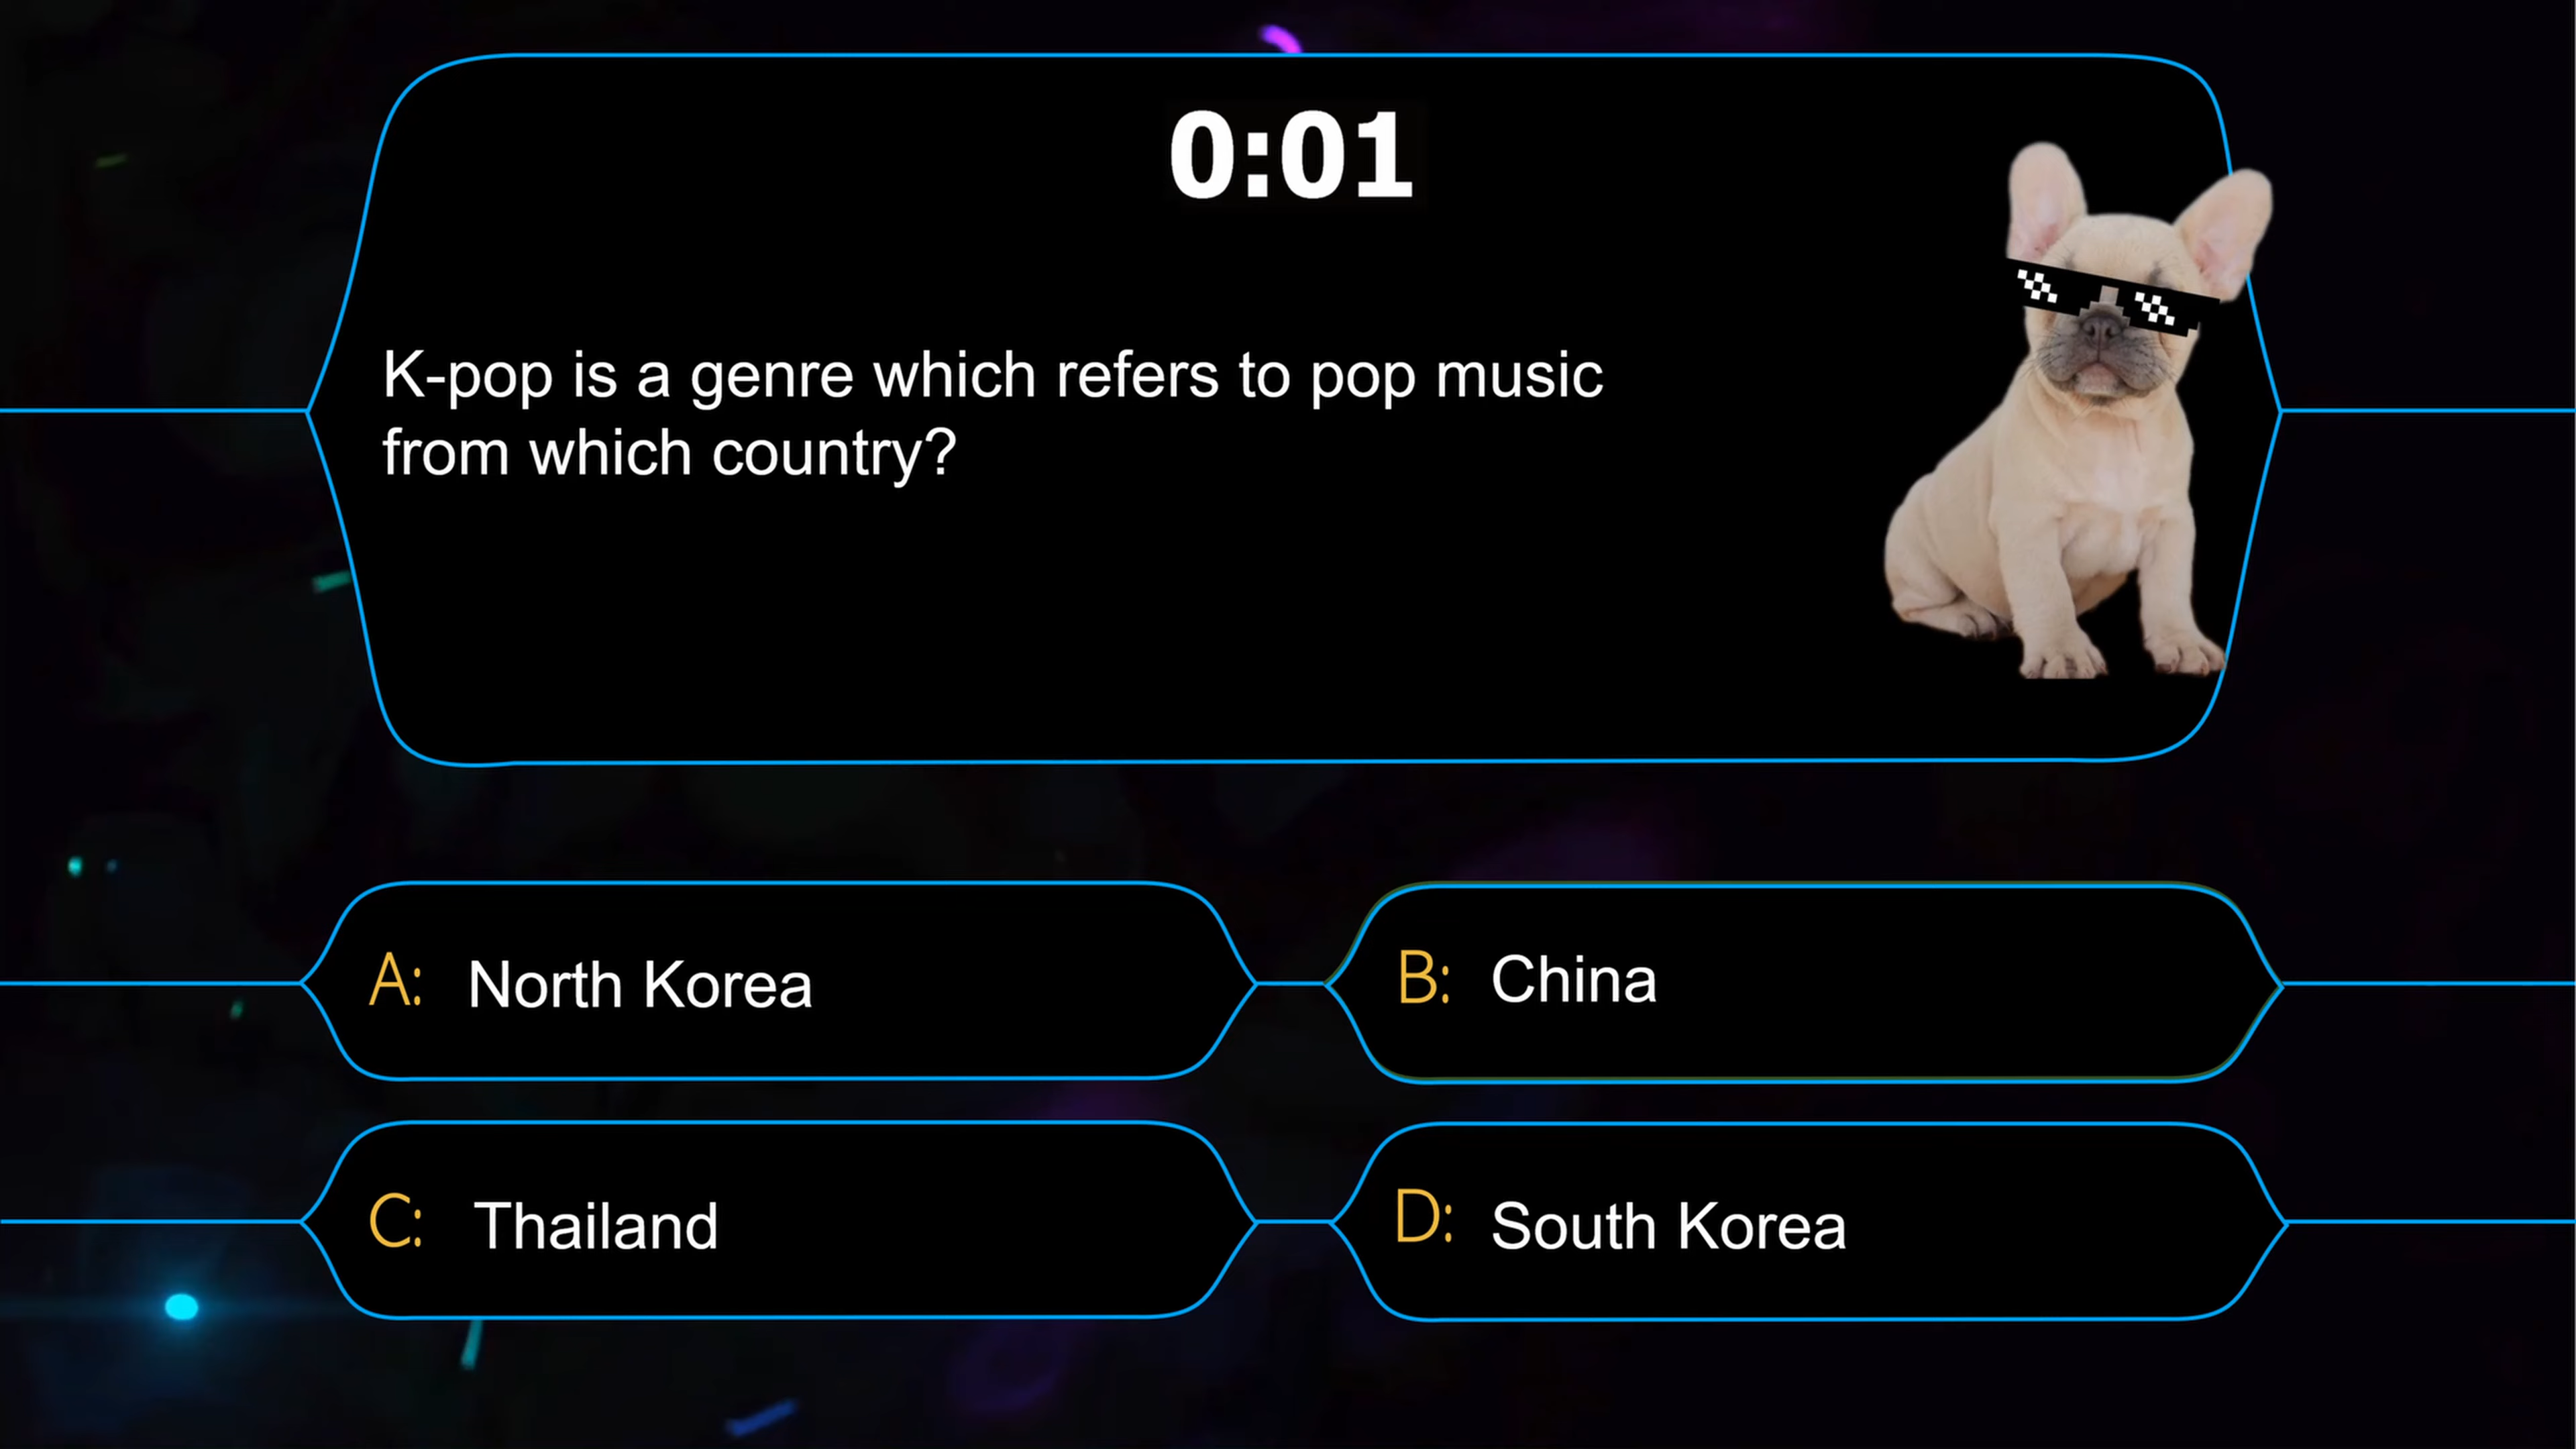 0:01
K-pop is a genre which refers to pop music
from which country?
A: North Korea
B: China
C: Thailand
D: South Korea